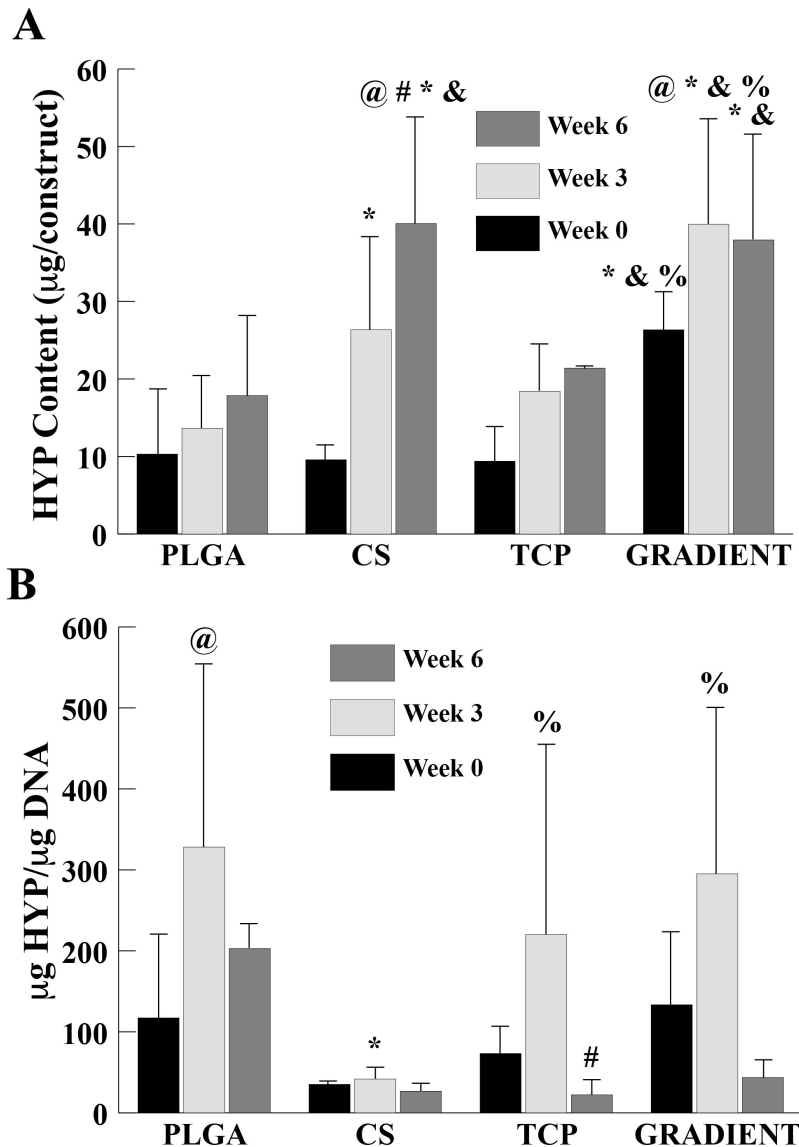 A
HYP Content (µg/construct)
60
50
40
30
20
10
0
@ # * &
*
@ * & %
* &
* & %
Week 6
Week 3
Week 0
PLGA
CS
TCP
GRADIENT
B
µg HYP/µg DNA
600
500
400
300
200
100
0
@
*
%
#
%
Week 6
Week 3
Week 0
PLGA
CS
TCP
GRADIENT